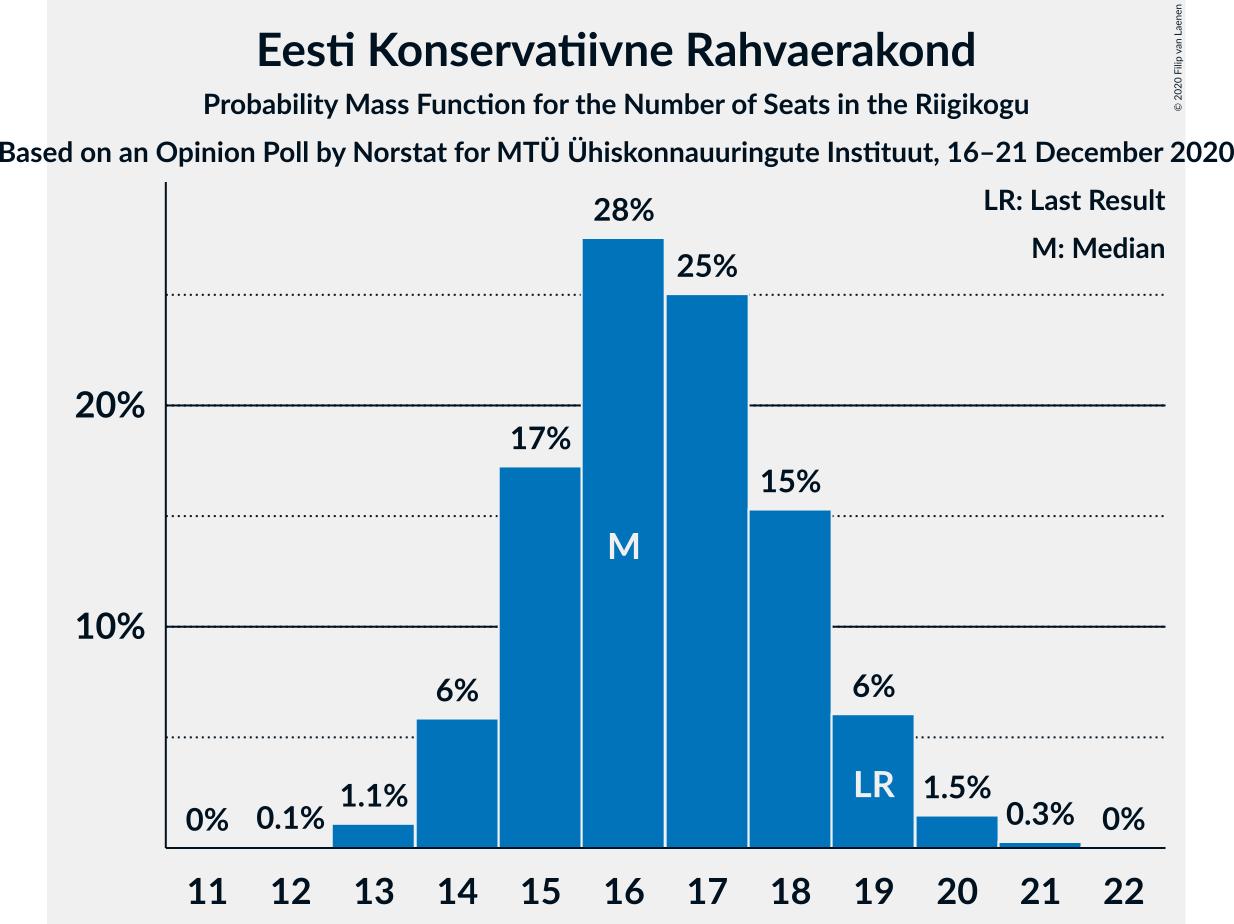 Eesti Konservatiivne Rahvaerakond
Probability Mass Function for the Number of Seats in the Riigikogu
Based on an Opinion Poll by Norstat for MTÜ Ühiskonnauuringute Instituut, 16–21 December 2020
© 2020 Filip van Laenen
LR: Last Result
M: Median
28%
25%
20%
17%
15%
M
10%
6%
6%
LR
1.1%
1.5%
0%
0.1%
0.3%
0%
11 12 13 14 15 16 17 18 19 20 21 22